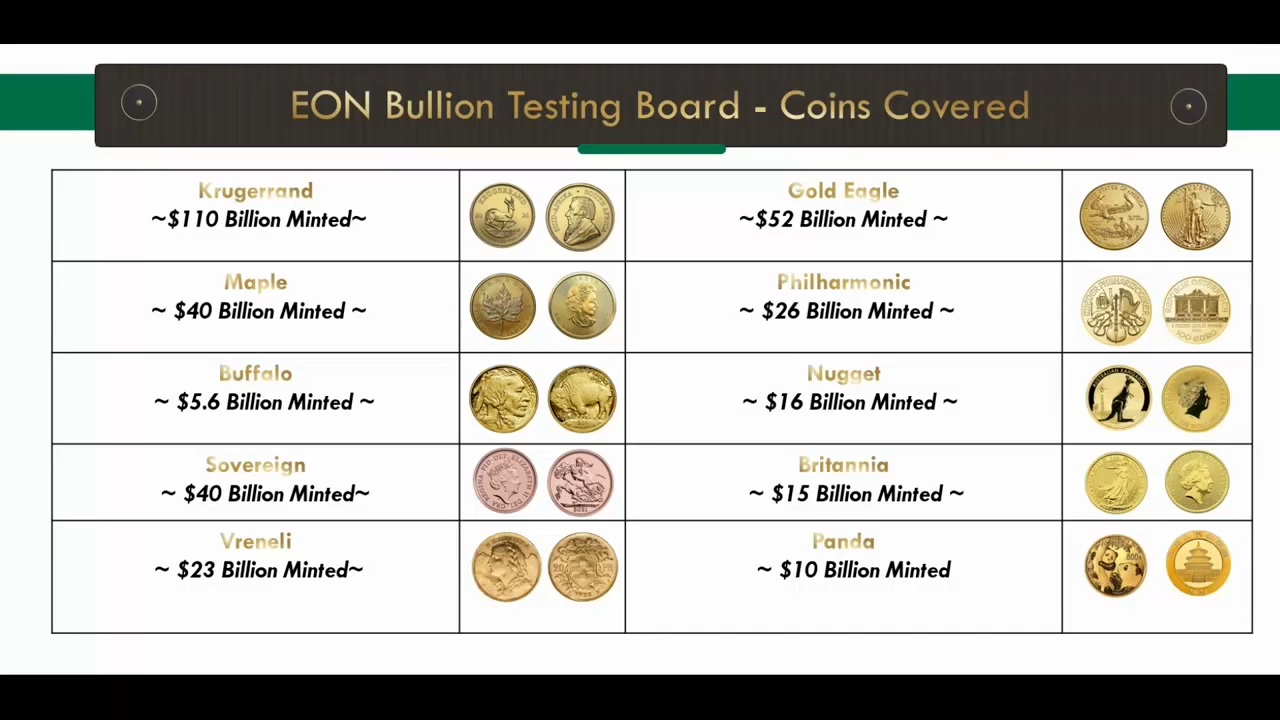 EON Bullion Testing Board - Coins Covered
Krugerrand
~$110 Billion Minted~
Gold Eagle
~$52 Billion Minted ~
Maple
~ $40 Billion Minted ~
Philharmonic
~ $26 Billion Minted ~
Buffalo
~ $5.6 Billion Minted ~
Nugget
~ $16 Billion Minted ~
Sovereign
~ $40 Billion Minted~
Britannia
~ $15 Billion Minted ~
Vreneli
~ $23 Billion Minted~
Panda
~ $10 Billion Minted